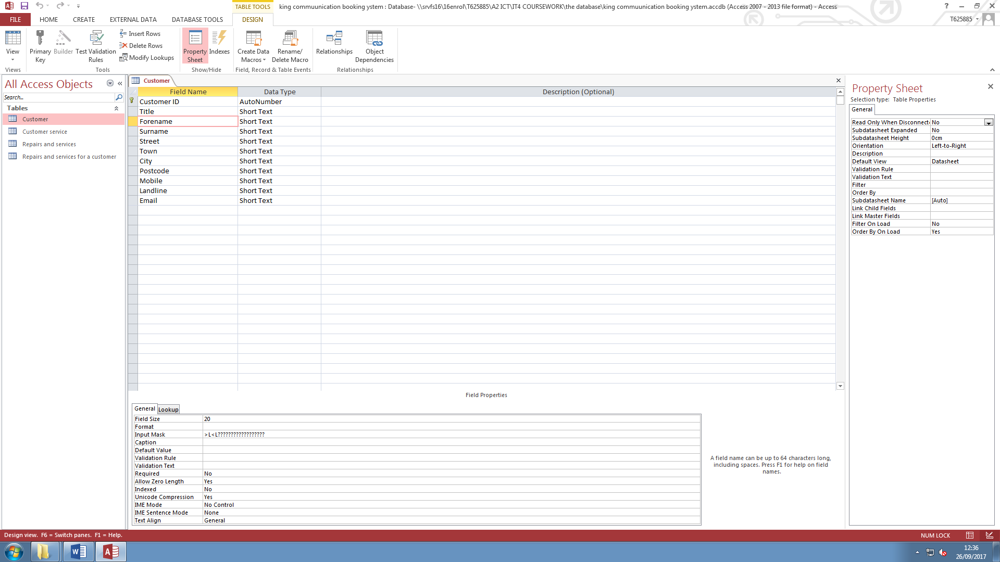 TABLE TOOLS
king commuunication booking ystem : Database- \\srvfs16\16enrol\T625885\A2 ICT\IT4 COURSEWORK\the database\king commuunication booking ystem.accdb (Access 2007 - 2013 file format) - Access
FILE HOME CREATE EXTERNAL DATA DATABASE TOOLS DESIGN T625885
View
Primary Key
Builder
Test Validation Rules
Insert Rows
Delete Rows
Modify Lookups
Property Sheet
Indexes
Create Data Macros
Rename/ Delete Macro
Relationships
Object Dependencies
Views Tools Show/Hide Field, Record & Table Events Relationships
All Access Objects
Search...
Tables
Customer
Customer service
Repairs and services
Repairs and services for a customer
Customer
Field Name Data Type Description (Optional)
Customer ID AutoNumber
Title Short Text
Forename Short Text
Surname Short Text
Street Short Text
Town Short Text
City Short Text
Postcode Short Text
Mobile Short Text
Landline Short Text
Email Short Text
Field Properties
General Lookup
Field Size 20
Format
Input Mask >L<L??????????????????
Caption
Default Value
Validation Rule
Validation Text
Required No
Allow Zero Length Yes
Indexed No
Unicode Compression Yes
IME Mode No Control
IME Sentence Mode None
Text Align General
A field name can be up to 64 characters long,
including spaces. Press F1 for help on field
names.
Property Sheet
Selection type: Table Properties
General
Read Only When Disconnecte No
Subdatasheet Expanded No
Subdatasheet Height 0cm
Orientation Left-to-Right
Description
Default View Datasheet
Validation Rule
Validation Text
Filter
Order By
Subdatasheet Name [Auto]
Link Child Fields
Link Master Fields
Filter On Load No
Order By On Load Yes
Design view. F6 = Switch panes. F1 = Help.
NUM LOCK
12:36
26/09/2017